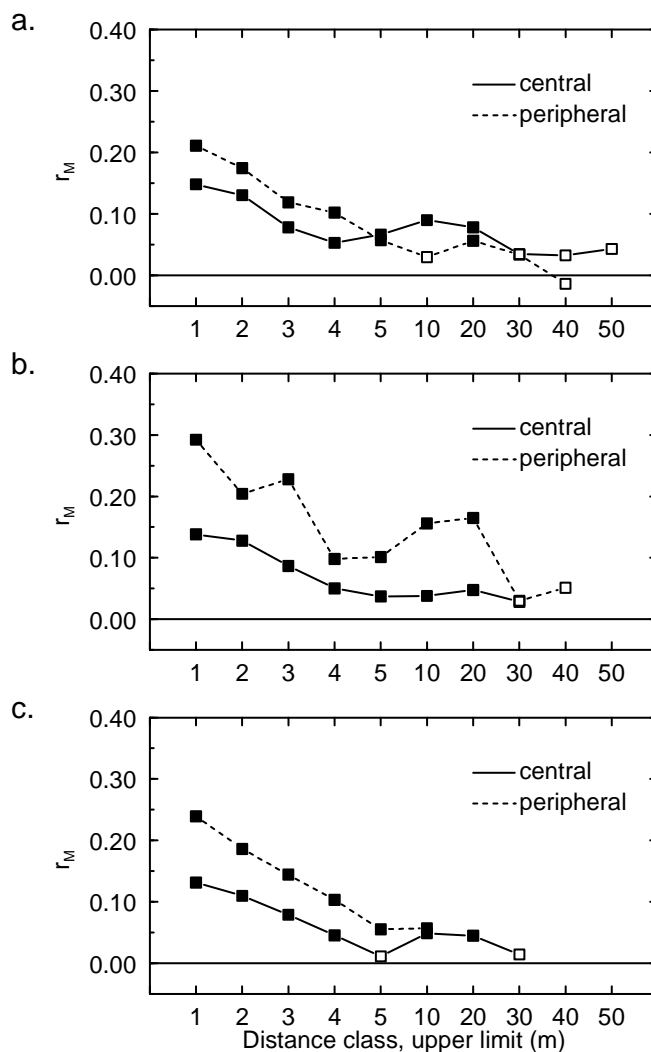 a.
0.40
0.30
0.20
0.10
0.00
r_M
central
peripheral
1 2 3 4 5 10 20 30 40 50
b.
0.40
0.30
0.20
0.10
0.00
r_M
central
peripheral
1 2 3 4 5 10 20 30 40 50
c.
0.40
0.30
0.20
0.10
0.00
r_M
central
peripheral
1 2 3 4 5 10 20 30 40 50
Distance class, upper limit (m)